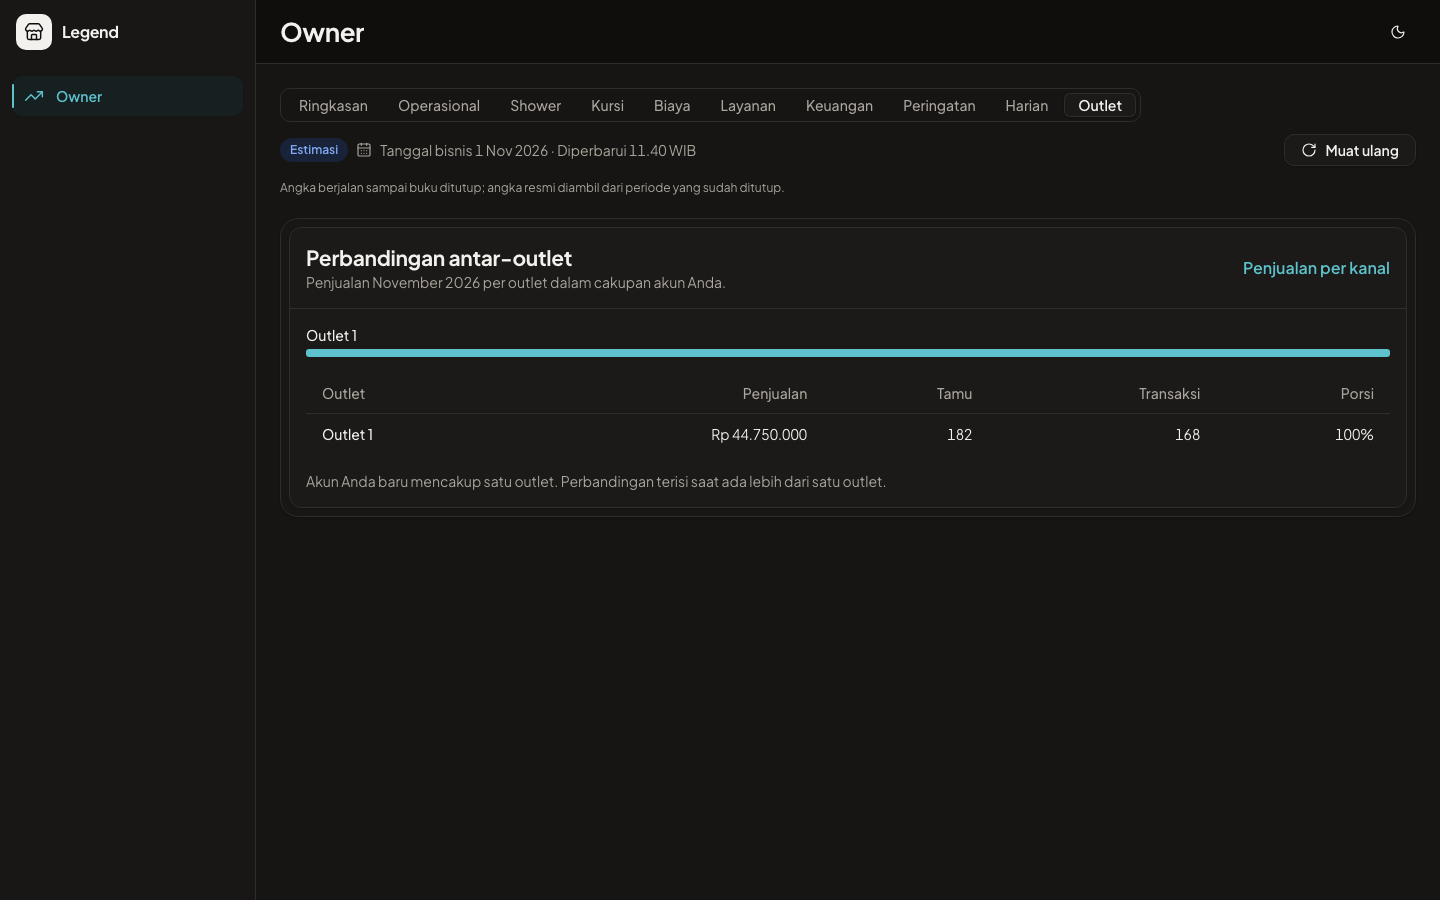 Legend
Owner
Owner
Ringkasan Operasional Shower Kursi Biaya Layanan Keuangan Peringatan Harian Outlet
Estimasi Tanggal bisnis 1 Nov 2026 · Diperbarui 11.40 WIB Muat ulang
Angka berjalan sampai buku ditutup; angka resmi diambil dari periode yang sudah ditutup.
Perbandingan antar-outlet
Penjualan November 2026 per outlet dalam cakupan akun Anda.
Penjualan per kanal
Outlet 1
Outlet Penjualan Tamu Transaksi Porsi
Outlet 1 Rp 44.750.000 182 168 100%
Akun Anda baru mencakup satu outlet. Perbandingan terisi saat ada lebih dari satu outlet.